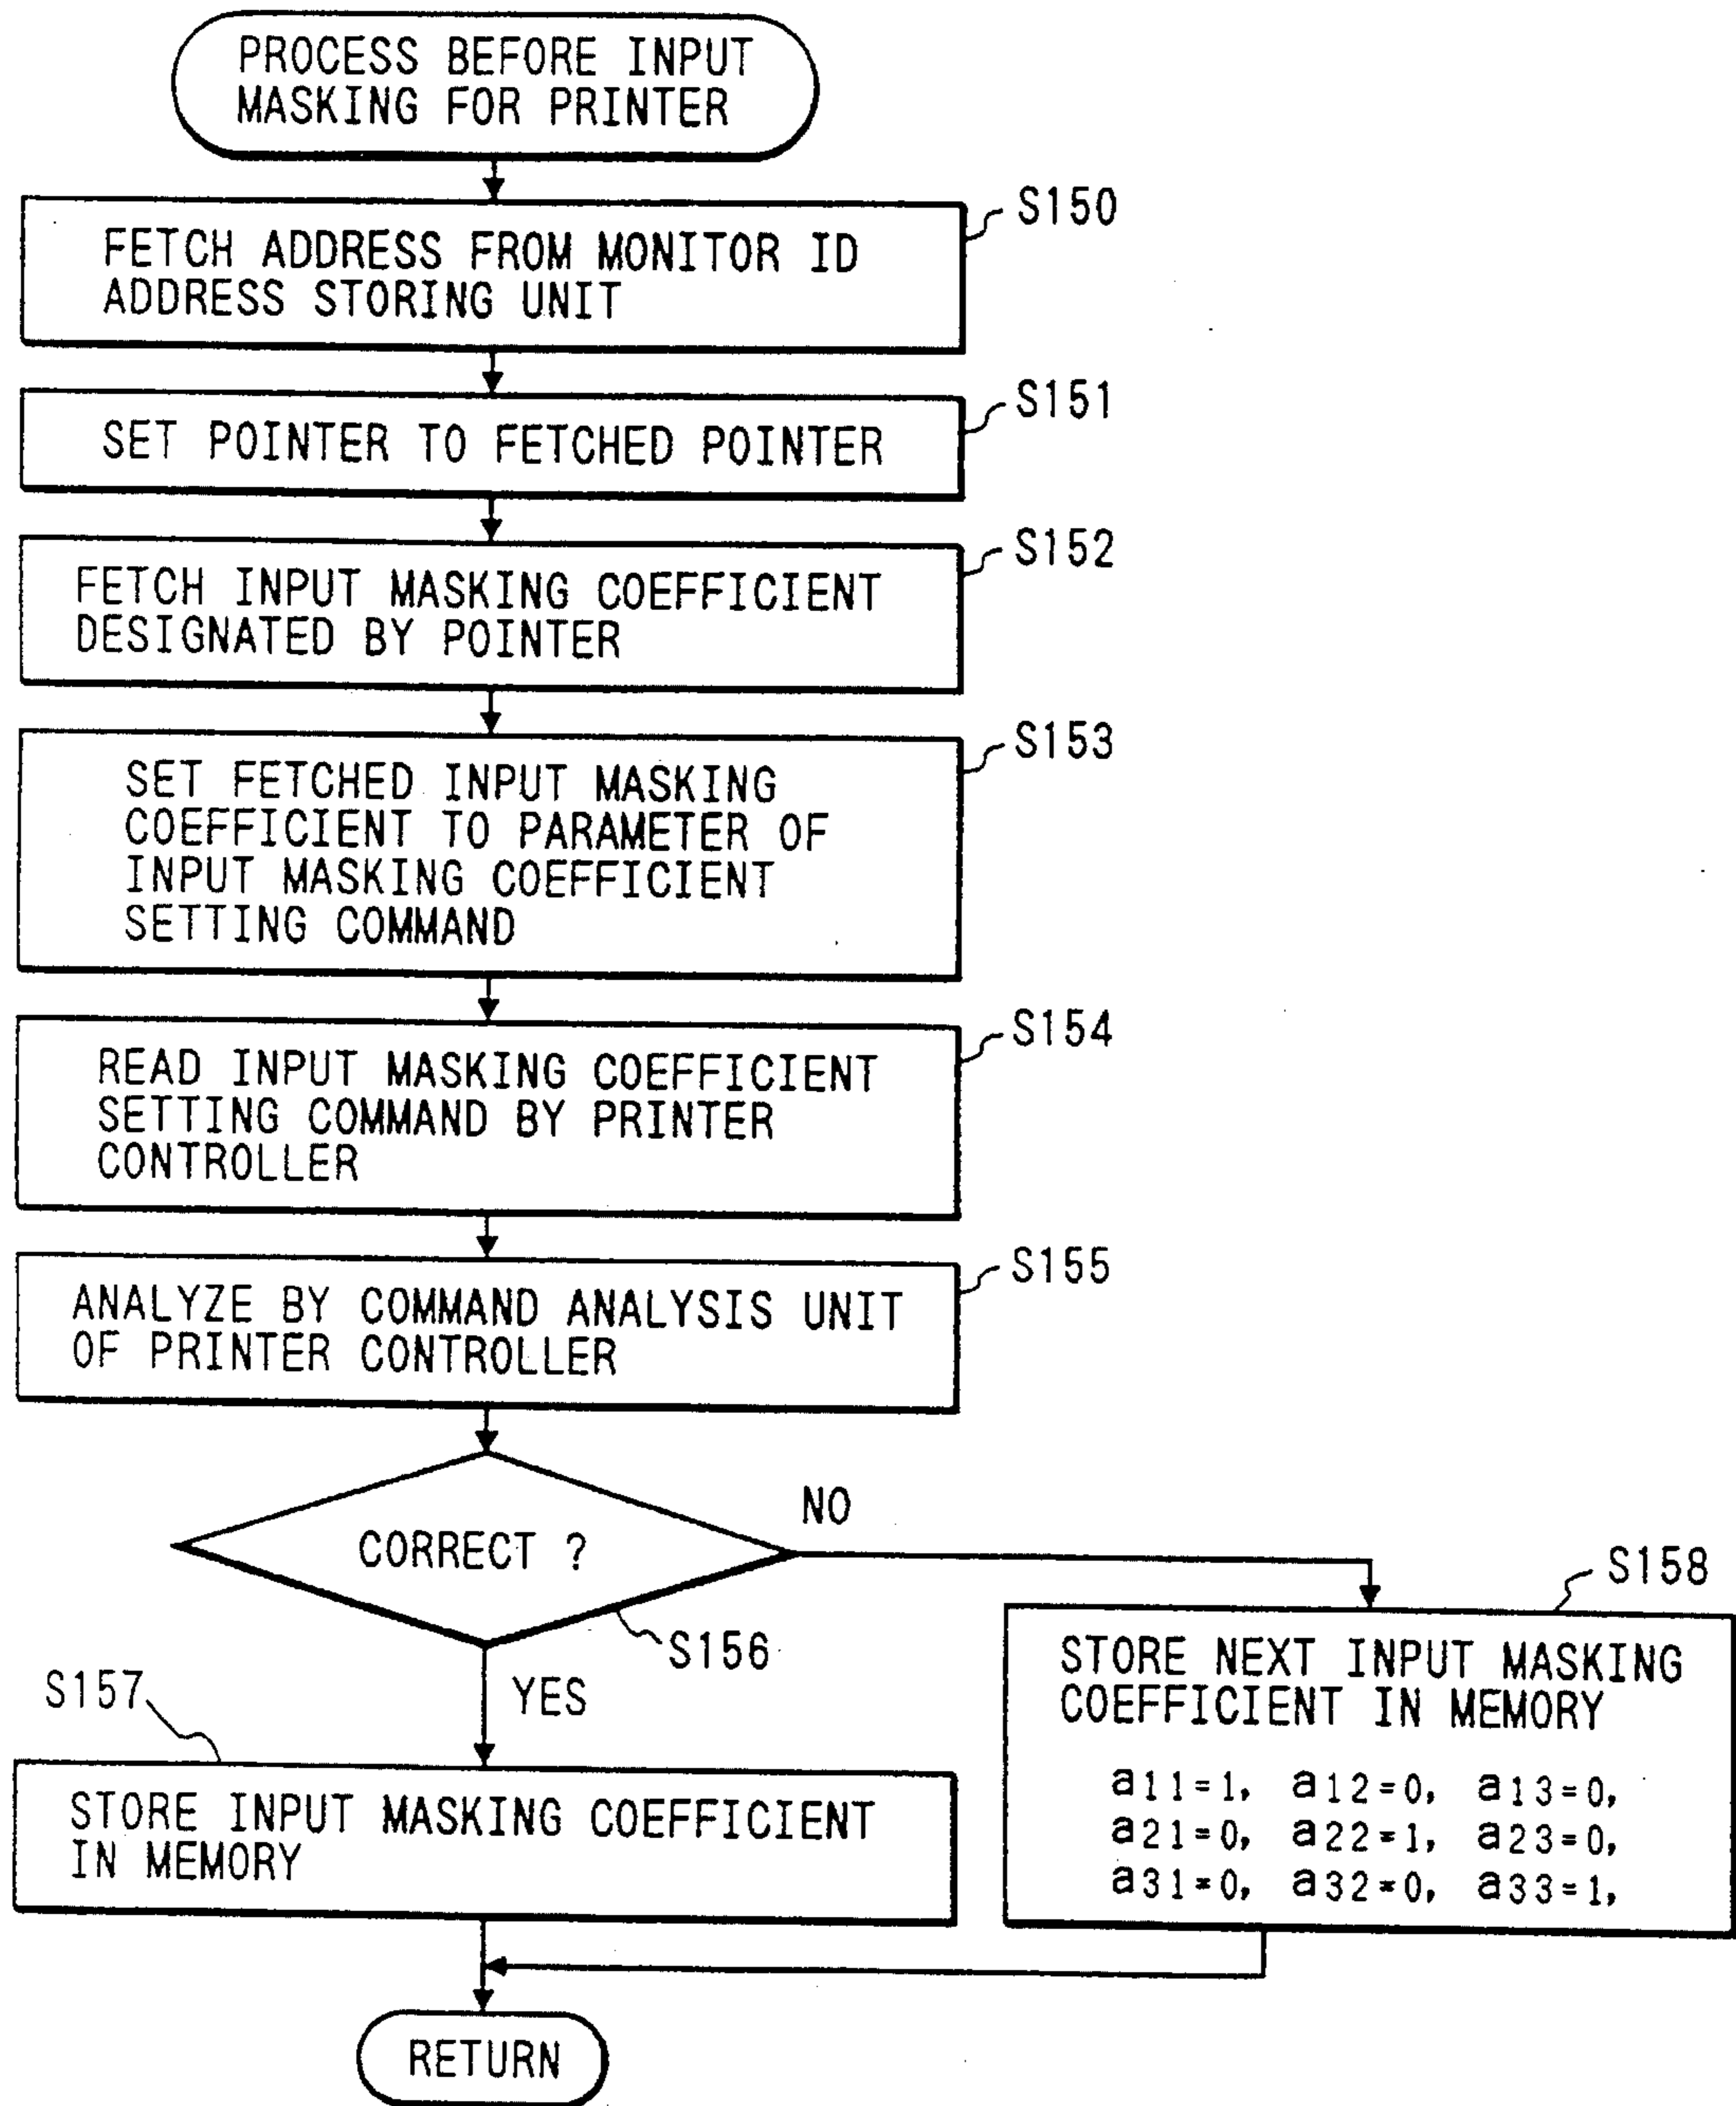 PROCESS BEFORE INPUT
MASKING FOR PRINTER
S150
FETCH ADDRESS FROM MONITOR ID
ADDRESS STORING UNIT
S151
SET POINTER TO FETCHED POINTER
S152
FETCH INPUT MASKING COEFFICIENT
DESIGNATED BY POINTER
S153
SET FETCHED INPUT MASKING
COEFFICIENT TO PARAMETER OF
INPUT MASKING COEFFICIENT
SETTING COMMAND
S154
READ INPUT MASKING COEFFICIENT
SETTING COMMAND BY PRINTER
CONTROLLER
S155
ANALYZE BY COMMAND ANALYSIS UNIT
OF PRINTER CONTROLLER
CORRECT ?
NO
S156
YES
S157
STORE INPUT MASKING COEFFICIENT
IN MEMORY
S158
STORE NEXT INPUT MASKING
COEFFICIENT IN MEMORY
a11=1, a12=0, a13=0,
a21=0, a22=1, a23=0,
a31=0, a32=0, a33=1,
RETURN